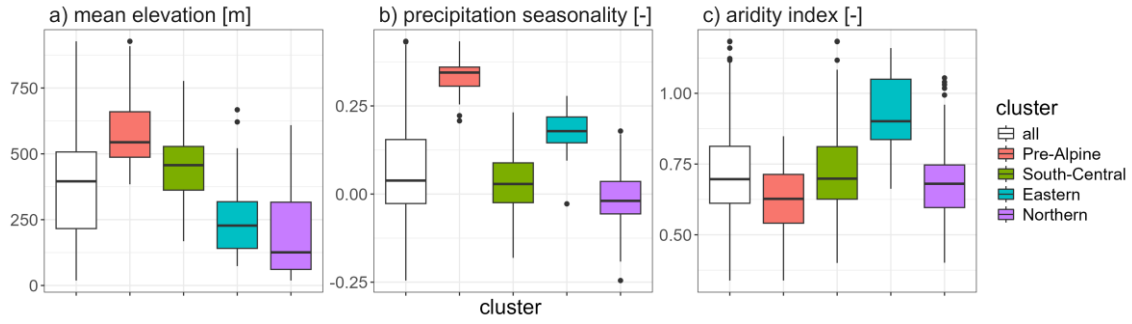 a) mean elevation [m]
b) precipitation seasonality [-]
c) aridity index [-]
750
500
250
0
0.25
0.00
-0.25
1.00
0.75
0.50
cluster
cluster
all
Pre-Alpine
South-Central
Eastern
Northern